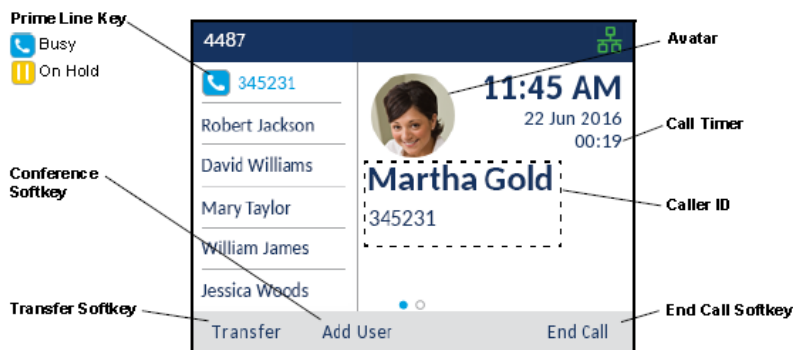 Prime Line Key
Busy
On Hold
Conference
Softkey
Transfer Softkey
4487
345231
Robert Jackson
David Williams
Mary Taylor
William James
Jessica Woods
11:45 AM
22 Jun 2016
00:19
Martha Gold
345231
Transfer
Add User
End Call
Avatar
Call Timer
Caller ID
End Call Softkey